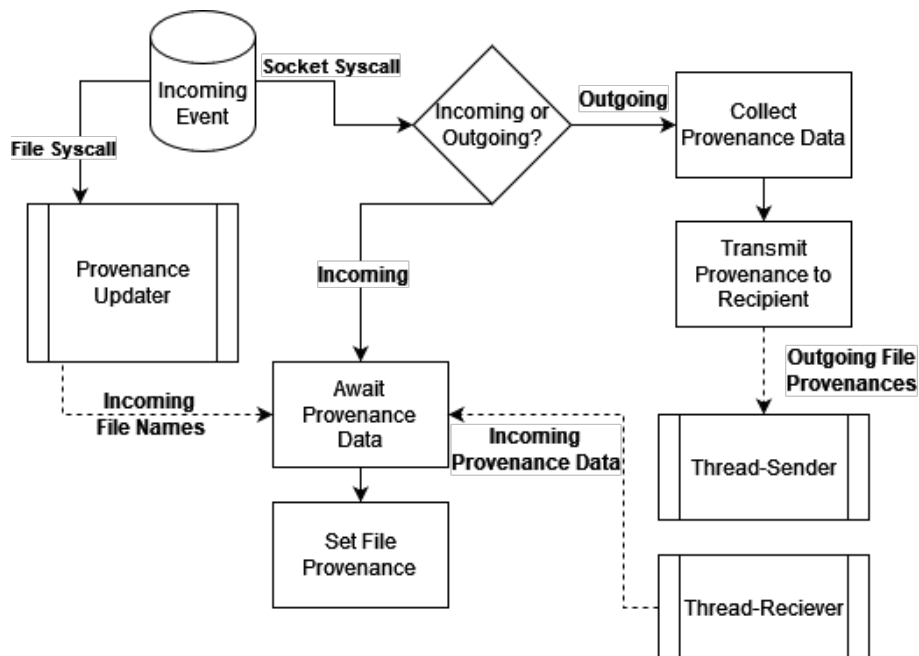 Incoming
Event
Socket Syscall
File Syscall
Incoming or
Outgoing?
Outgoing
Collect
Provenance Data
Provenance
Updater
Incoming
Transmit
Provenance to
Recipient
Outgoing File
Provenances
Incoming
File Names
Await
Provenance
Data
Incoming
Provenance Data
Thread-Sender
Set File
Provenance
Thread-Reciever